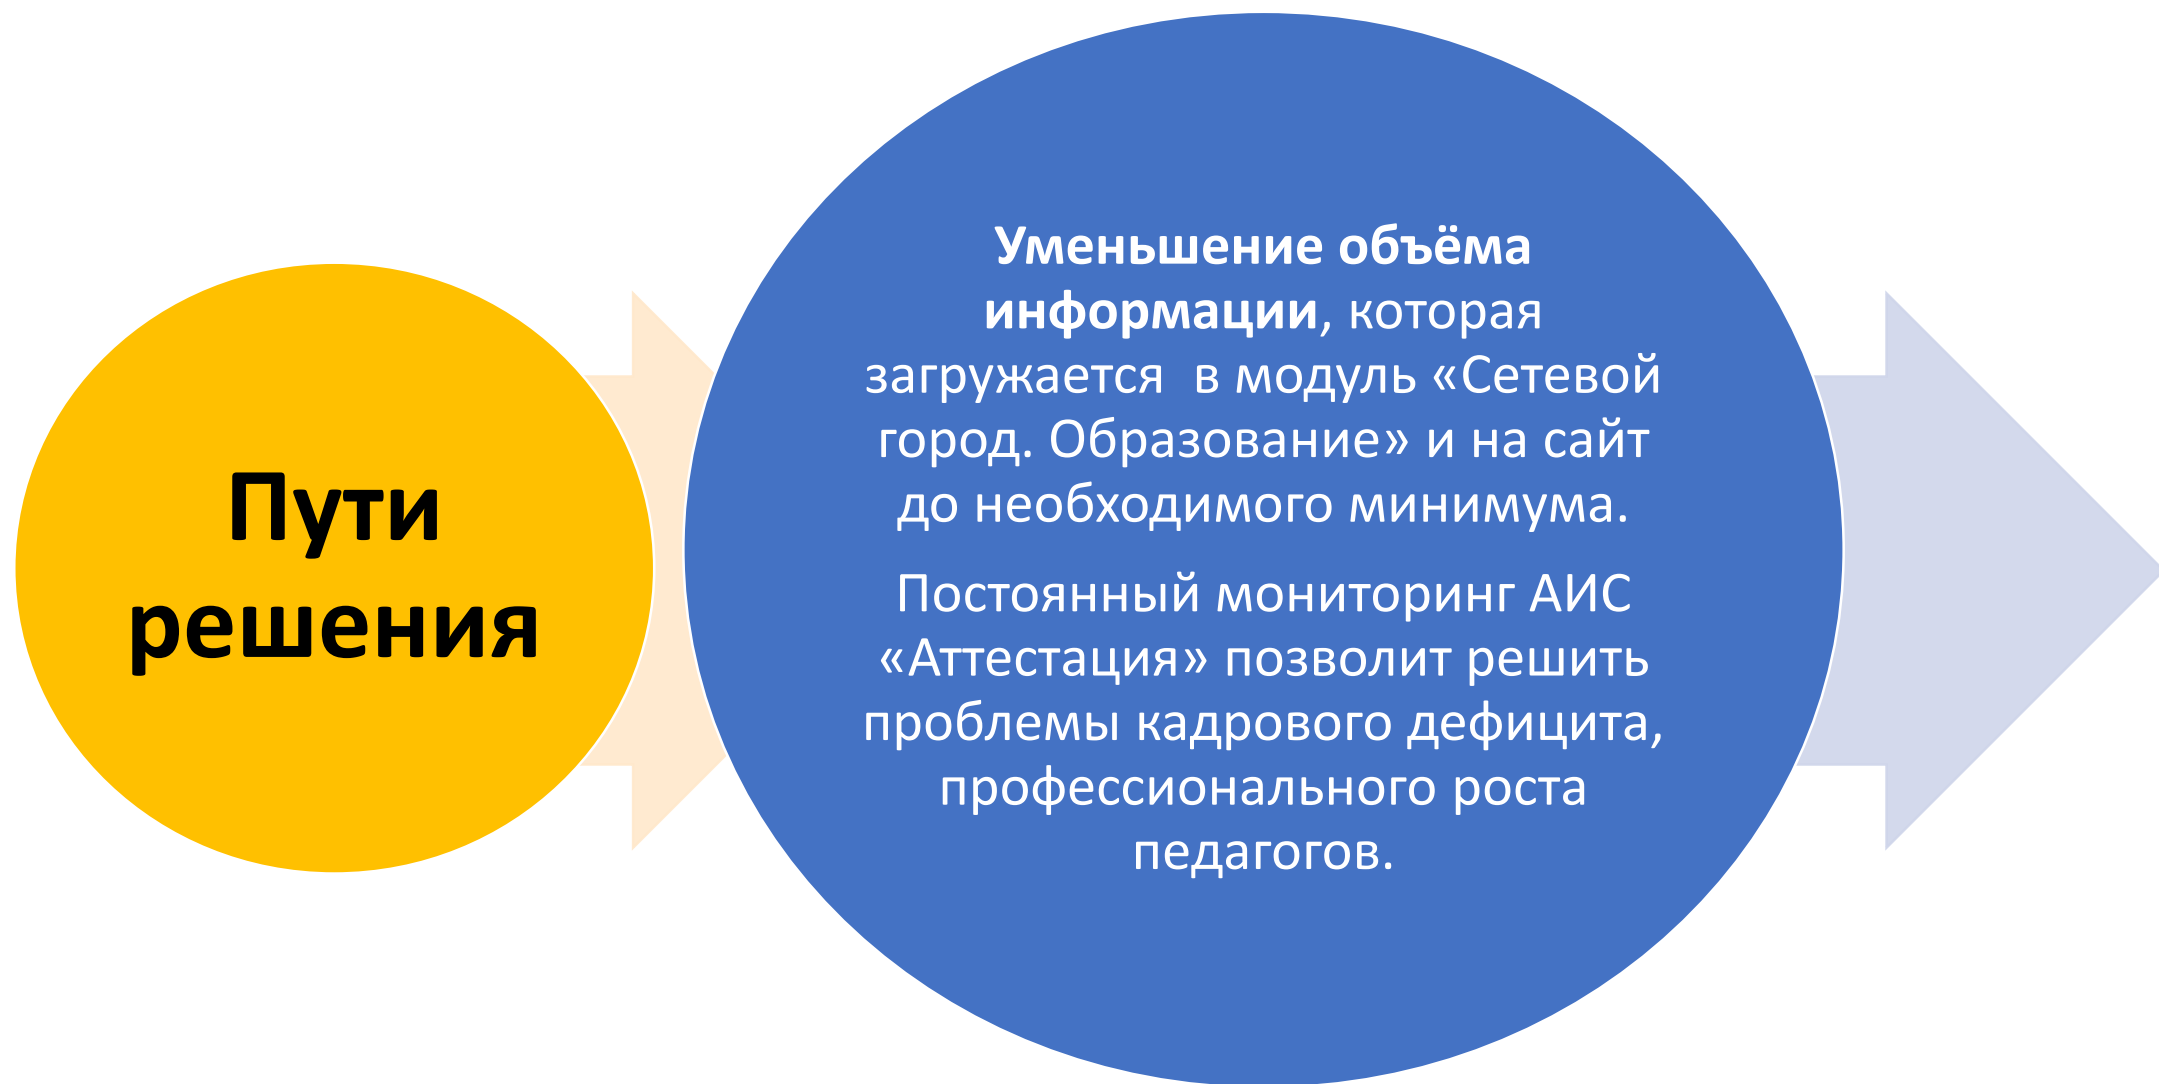 Пути
решения
Уменьшение объёма
информации, которая
загружается  в модуль «Сетевой
город. Образование» и на сайт
до необходимого минимума.
Постоянный мониторинг АИС
«Аттестация» позволит решить
проблемы кадрового дефицита,
профессионального роста
педагогов.